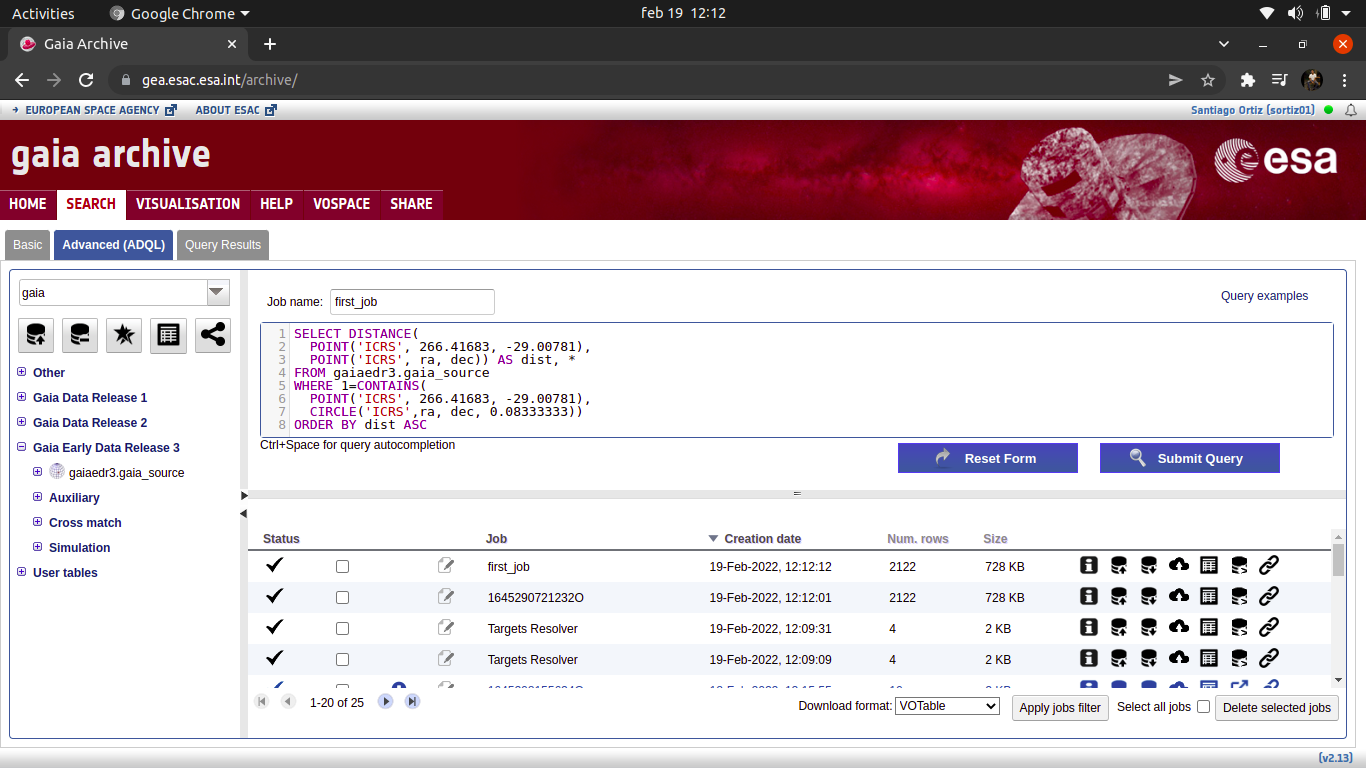 Activities Google Chrome feb 19 12:12
Gaia Archive
gea.esac.esa.int/archive/
EUROPEAN SPACE AGENCY ABOUT ESAC Santiago Ortiz (sortiz01)
gaia archive esa
HOME SEARCH VISUALISATION HELP VOSPACE SHARE
Basic Advanced (ADQL) Query Results
gaia
Other
Gaia Data Release 1
Gaia Data Release 2
Gaia Early Data Release 3
gaiaedr3.gaia_source
Auxiliary
Cross match
Simulation
User tables
Job name: first_job Query examples
1 SELECT DISTANCE(
2 POINT('ICRS', 266.41683, -29.00781),
3 POINT('ICRS', ra, dec)) AS dist, *
4 FROM gaiaedr3.gaia_source
5 WHERE 1=CONTAINS(
6 POINT('ICRS', 266.41683, -29.00781),
7 CIRCLE('ICRS',ra, dec, 0.08333333))
8 ORDER BY dist ASC
Ctrl+Space for query autocompletion
Reset Form Submit Query
Status Job Creation date Num. rows Size
first_job 19-Feb-2022, 12:12:12 2122 728 KB
1645290721232O 19-Feb-2022, 12:12:01 2122 728 KB
Targets Resolver 19-Feb-2022, 12:09:31 4 2 KB
Targets Resolver 19-Feb-2022, 12:09:09 4 2 KB
1-20 of 25
Download format: VOTable Apply jobs filter Select all jobs Delete selected jobs
(v2.13)